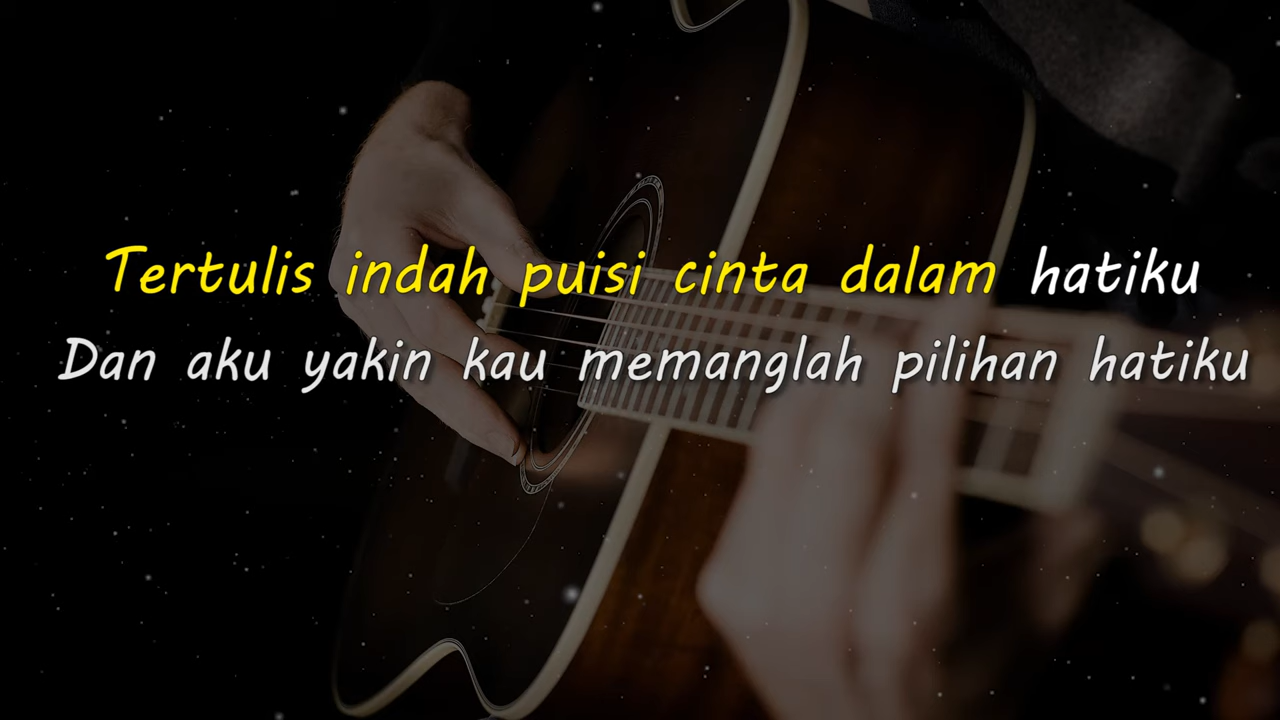 Tertulis indah puisi cinta dalam hatiku
Dan aku yakin kau memanglah pilihan hatiku